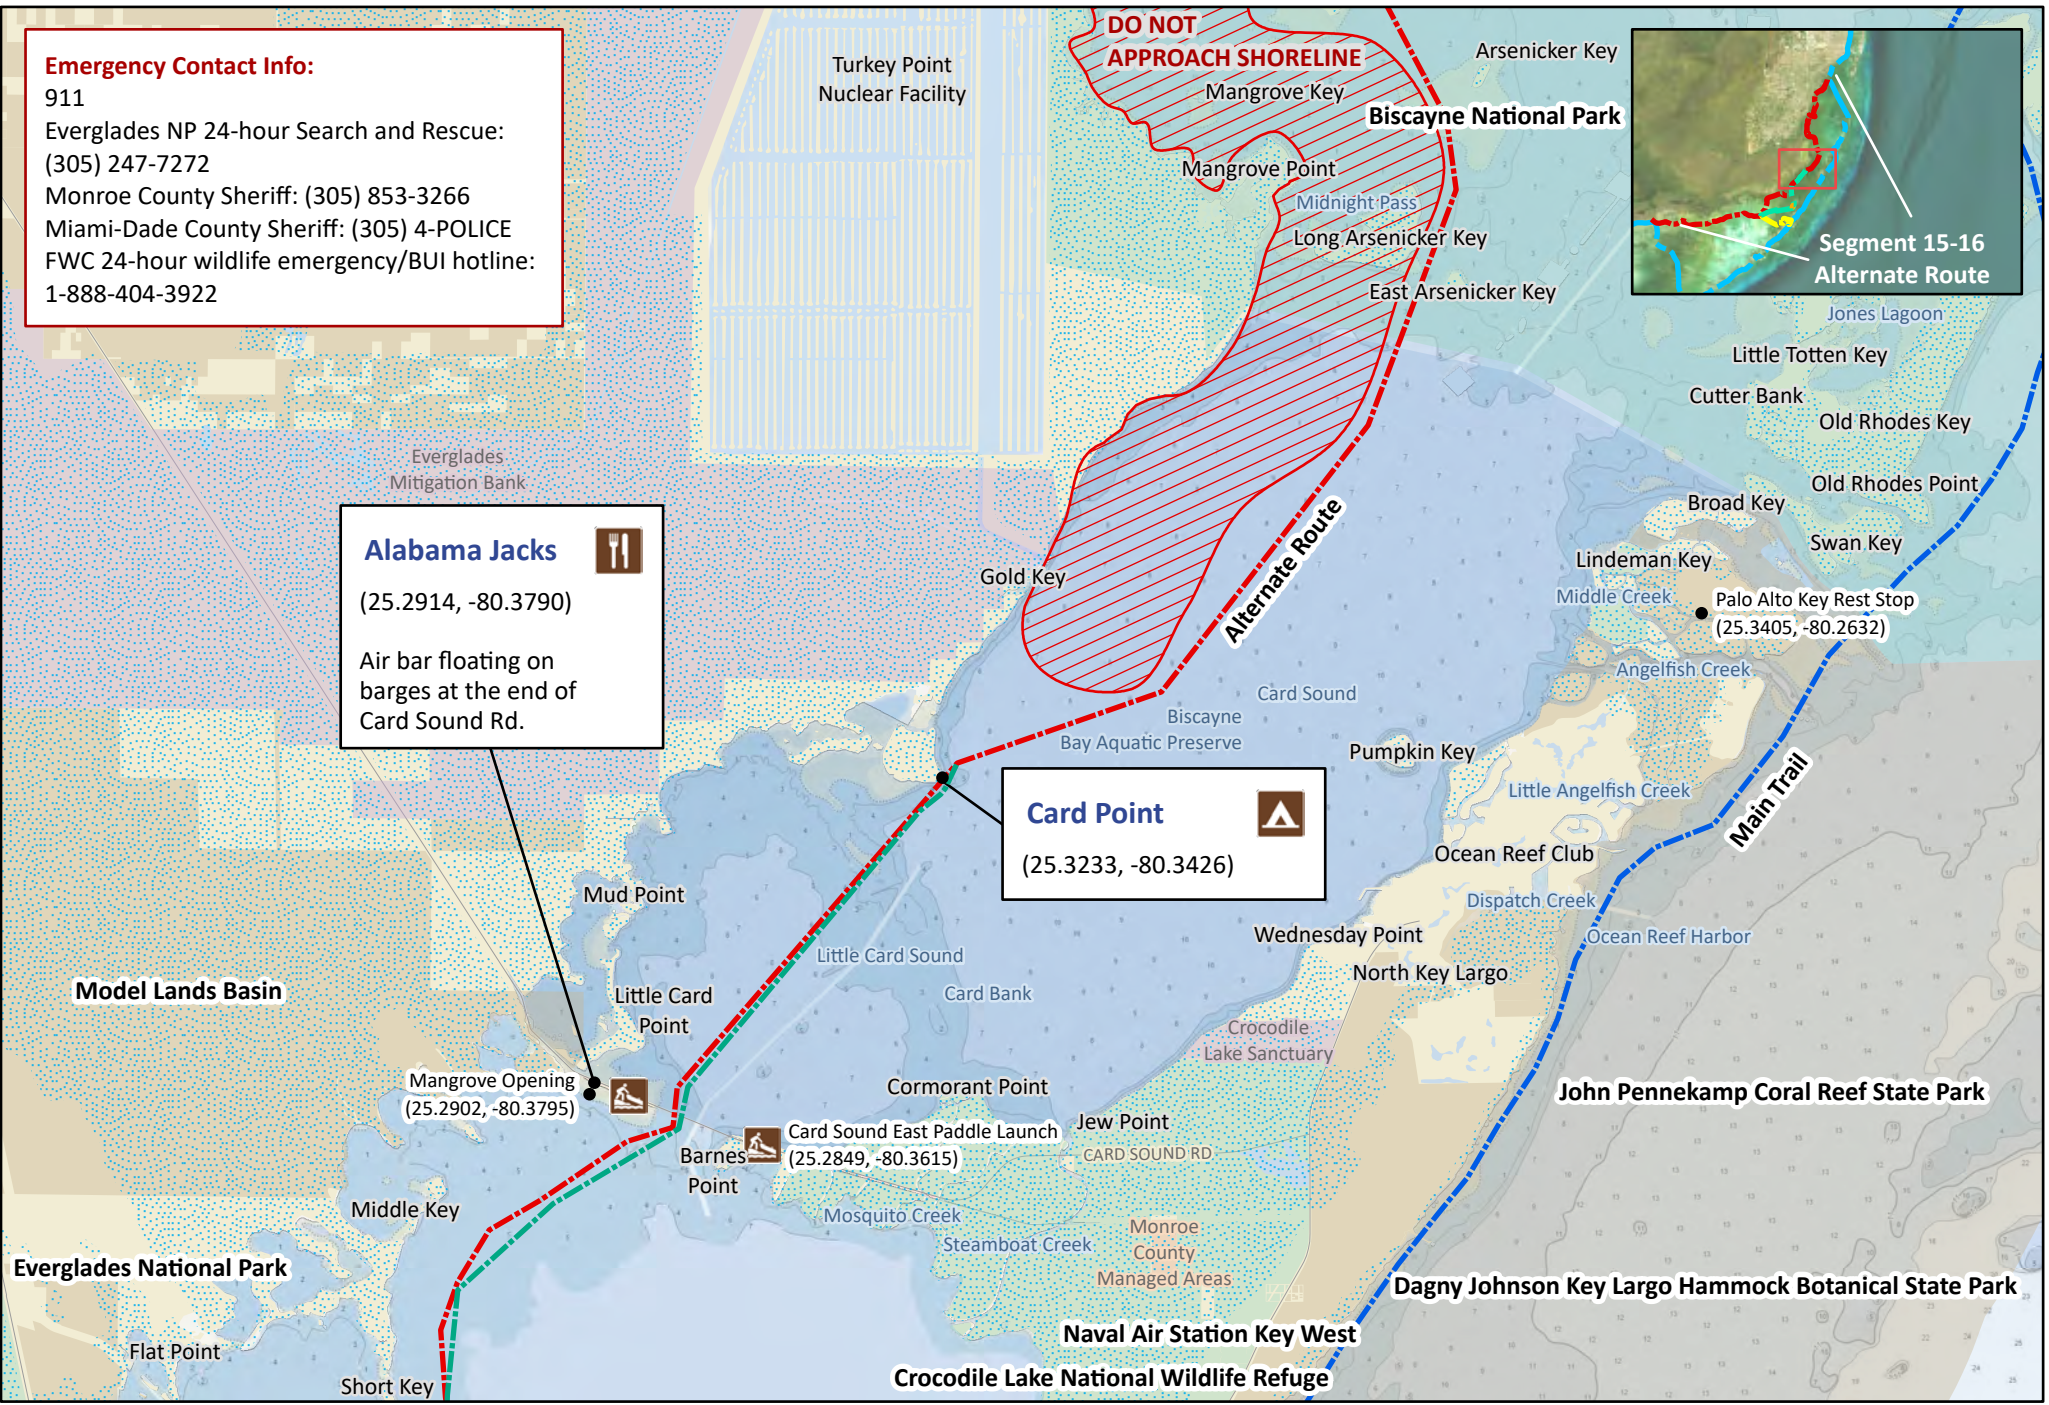 Emergency Contact Info:
911
Everglades NP 24-hour Search and Rescue:
(305) 247-7272
Monroe County Sheriff: (305) 853-3266
Miami-Dade County Sheriff: (305) 4-POLICE
FWC 24-hour wildlife emergency/BUI hotline:
1-888-404-3922
Turkey Point
Nuclear Facility
DO NOT
APPROACH SHORELINE
Mangrove Key
Arsenicker Key
Biscayne National Park
Mangrove Point
Midnight Pass
Long Arsenicker Key
East Arsenicker Key
Segment 15-16
Alternate Route
Jones Lagoon
Little Totten Key
Cutter Bank
Old Rhodes Key
Old Rhodes Point
Broad Key
Swan Key
Lindeman Key
Middle Creek
Palo Alto Key Rest Stop
(25.3405, -80.2632)
Angelfish Creek
Everglades
Mitigation Bank
Alabama Jacks
(25.2914, -80.3790)
Air bar floating on
barges at the end of
Card Sound Rd.
Gold Key
Alternate Route
Card Sound
Biscayne
Bay Aquatic Preserve
Pumpkin Key
Little Angelfish Creek
Main Trail
Card Point
(25.3233, -80.3426)
Ocean Reef Club
Dispatch Creek
Ocean Reef Harbor
Wednesday Point
North Key Largo
Mud Point
Little Card Sound
Card Bank
Model Lands Basin
Little Card
Point
Crocodile
Lake Sanctuary
Mangrove Opening
(25.2902, -80.3795)
Cormorant Point
Jew Point
Card Sound East Paddle Launch
(25.2849, -80.3615)
CARD SOUND RD
Barnes
Point
John Pennekamp Coral Reef State Park
Middle Key
Mosquito Creek
Steamboat Creek
Monroe
County
Managed Areas
Everglades National Park
Dagny Johnson Key Largo Hammock Botanical State Park
Flat Point
Short Key
Naval Air Station Key West
Crocodile Lake National Wildlife Refuge